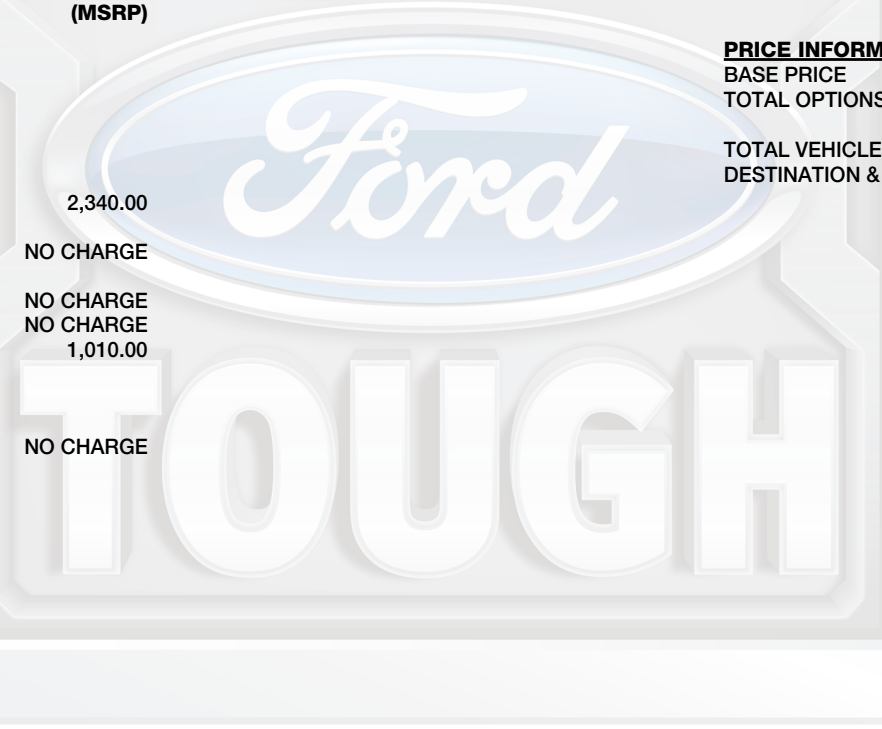 (MSRP)
2,340.00
NO CHARGE
NO CHARGE
NO CHARGE
1,010.00
NO CHARGE
PRICE INFORM
BASE PRICE
TOTAL OPTIONS
TOTAL VEHICLE
DESTINATION &
Ford
TOUGH